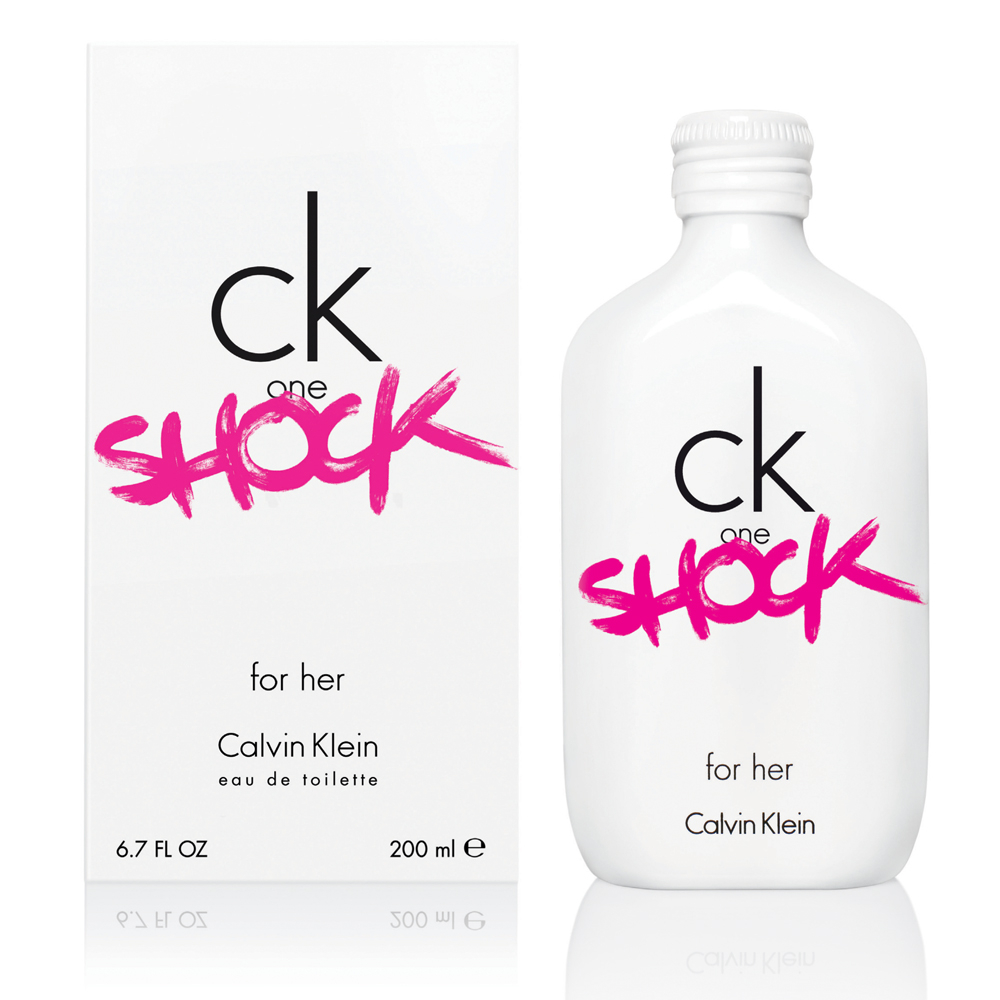 ck
one
SHOCK
for her
Calvin Klein
eau de toilette
6.7 FL OZ 200 ml ℮
ck
one
SHOCK
for her
Calvin Klein